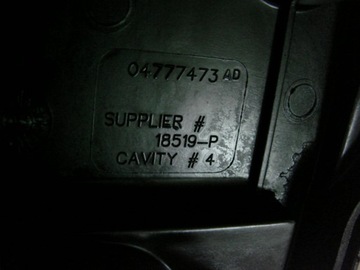 04777473 AD
SUPPLIER #
18519-P
CAVITY # 4